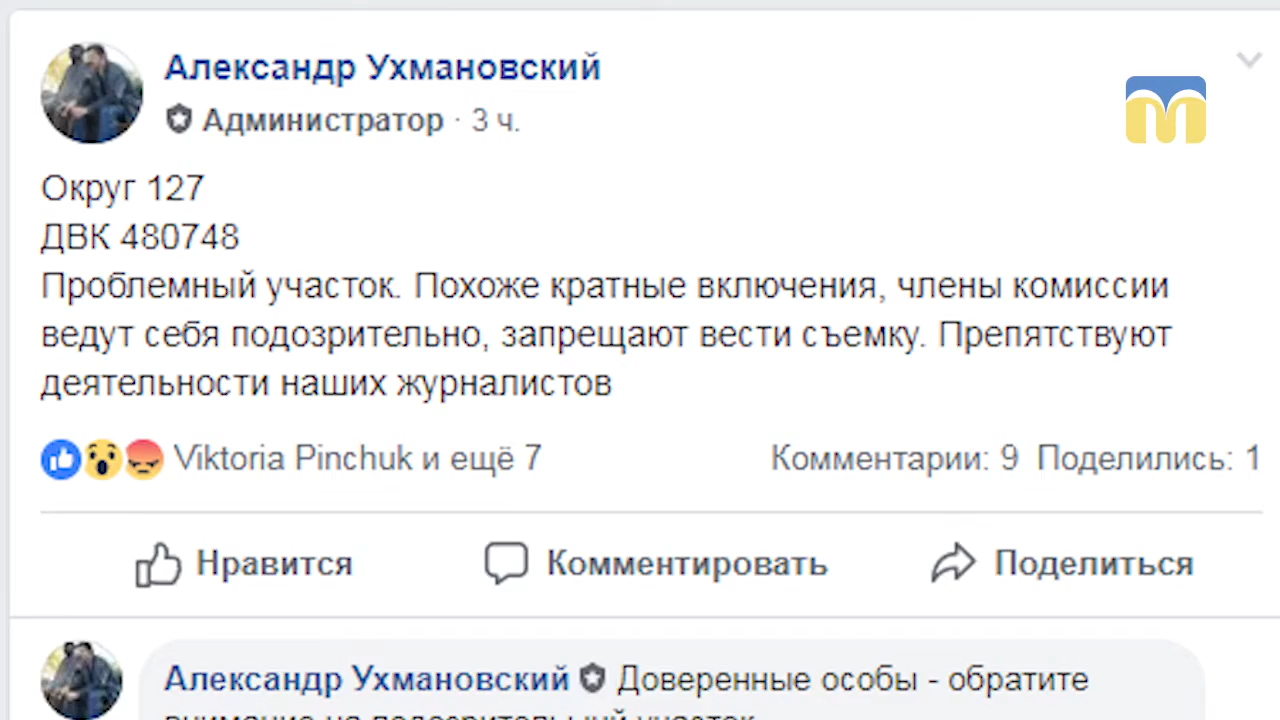 Александр Ухмановский
Администратор · 3 ч.
Округ 127
ДВК 480748
Проблемный участок. Похоже кратные включения, члены комиссии
ведут себя подозрительно, запрещают вести съемку. Препятствуют
деятельности наших журналистов
Viktoria Pinchuk и ещё 7
Комментарии: 9 Поделились: 1
Нравится
Комментировать
Поделиться
Александр Ухмановский Доверенные особы - обратите
внимание на подозрительный участок